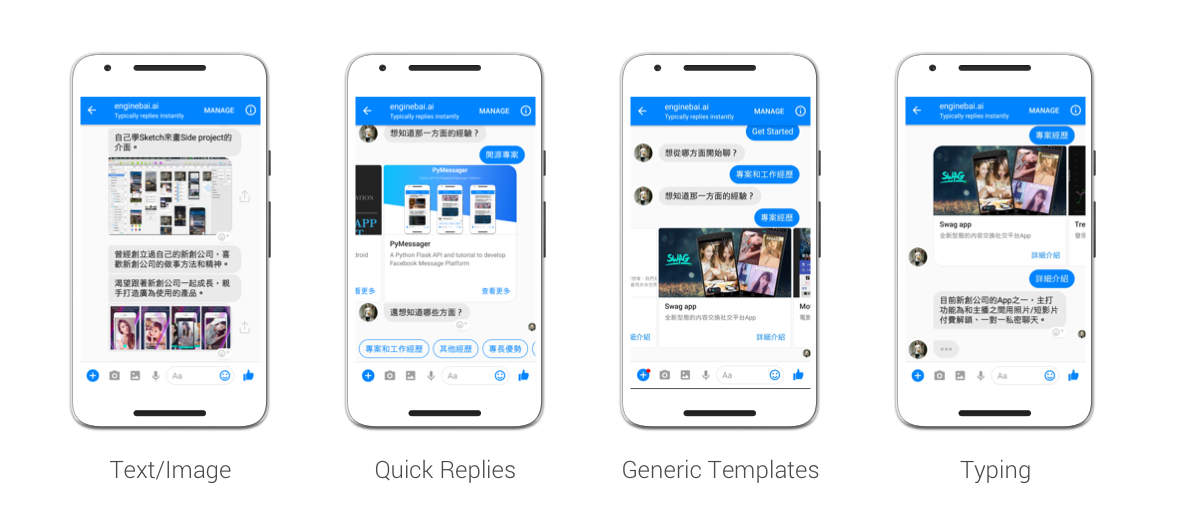 enginebai.ai
Typically replies instantly
MANAGE
自己學Sketch來畫Side project的
介面。
曾經創立過自己的新創公司，喜
歡新創公司的做事方法和精神。
渴望跟著新創公司一起成長，親
手打造廣為使用的產品。
Aa
Text/Image
enginebai.ai
Typically replies instantly
MANAGE
想知道那一方面的經驗？
開源專案
PyMessager
PyMessager
A Python Flask API and tutorial to develop
Facebook Message Platform
droid
看更多
查看更多
還想知道哪些方面？
專案和工作經歷
其他經歷
專長優勢
Aa
Quick Replies
enginebai.ai
Typically replies instantly
MANAGE
Get Started
想從哪方面開始聊？
專案和工作經歷
想知道那一方面的經驗？
專案經歷
SWAG
Swag app
全新型態的內容交換社交平台App
Mo
電影
細介紹
詳細介紹
Aa
Generic Templates
enginebai.ai
Typically replies instantly
MANAGE
專案經歷
SWAG
Swag app
全新型態的內容交換社交平台App
Tre
詳細介紹
詳細介紹
目前新創公司的App之一，主打
功能為和主播之間用照片/短影片
付費解鎖、一對一私密聊天。
Aa
Typing